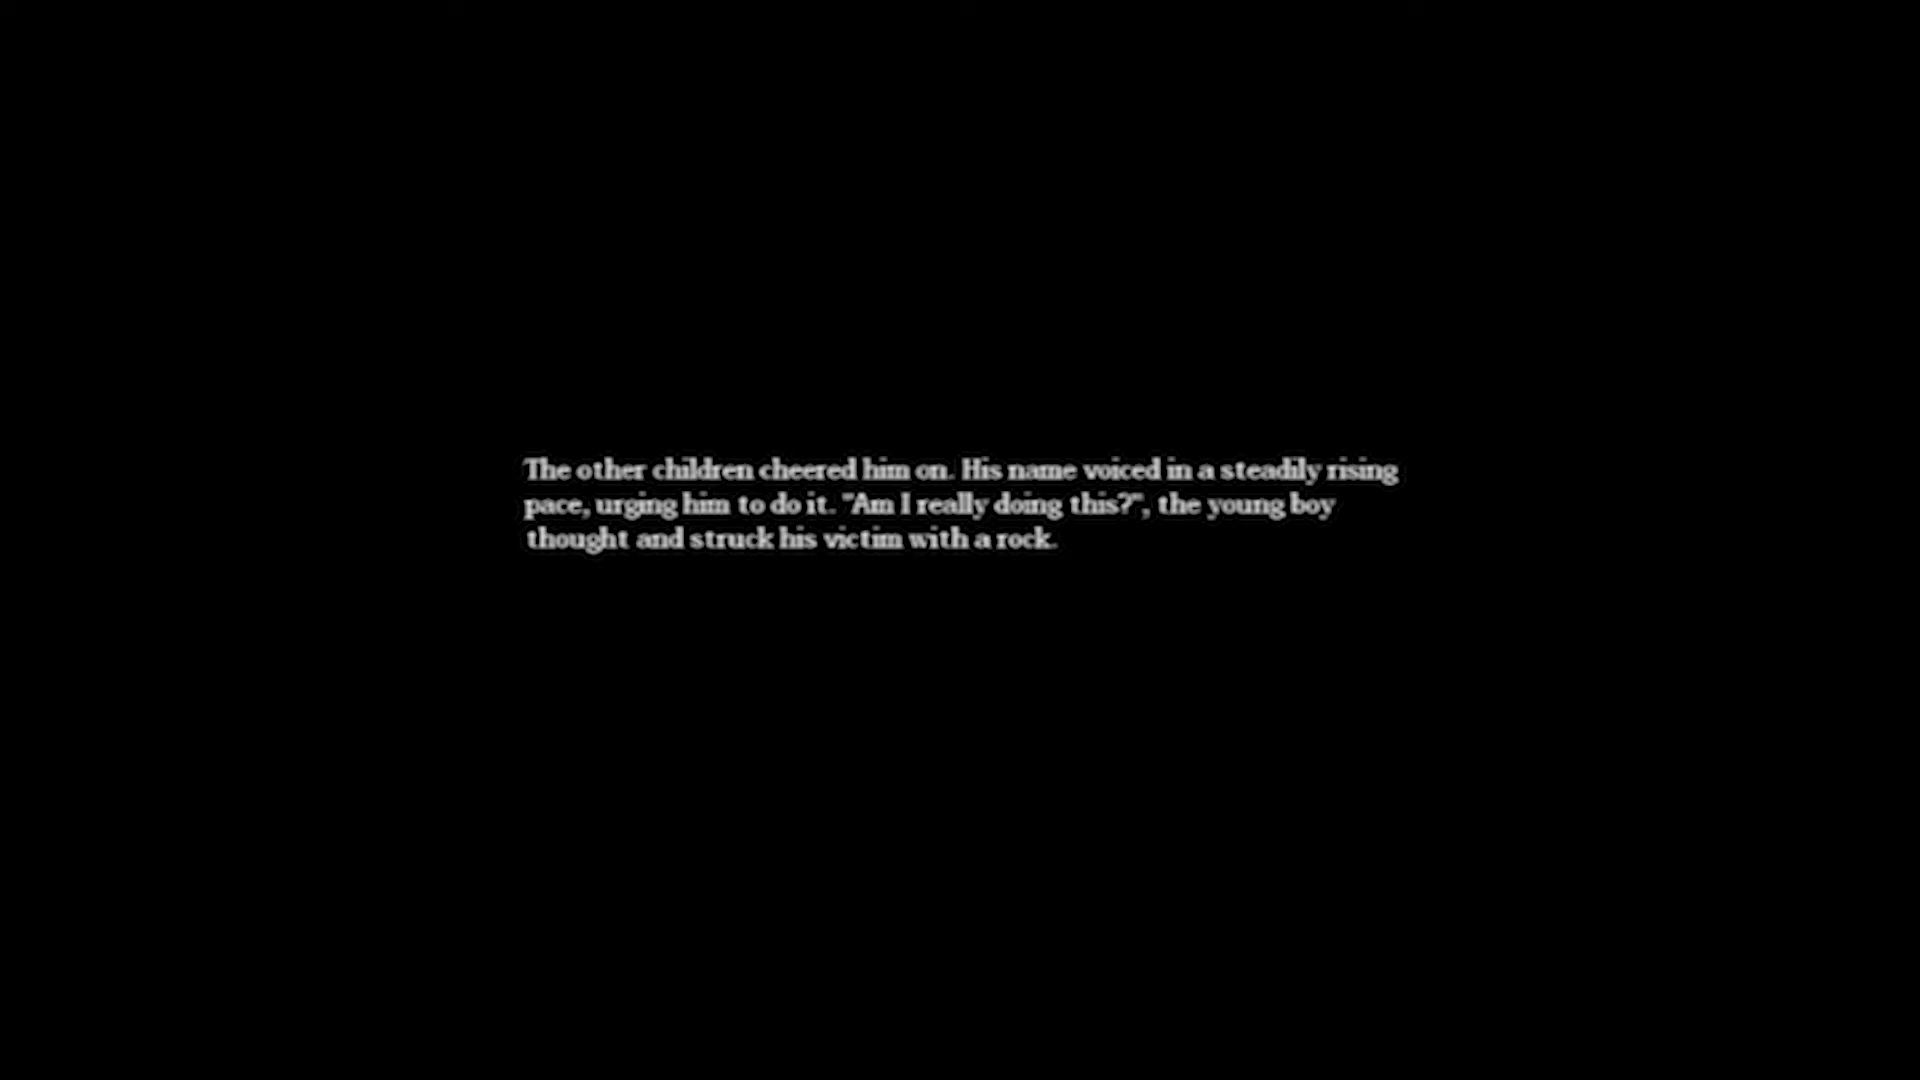 The other children cheered him on. His name voiced in a steadily rising
pace, urging him to do it. "Am I really doing this?", the young boy
thought and struck his victim with a rock.